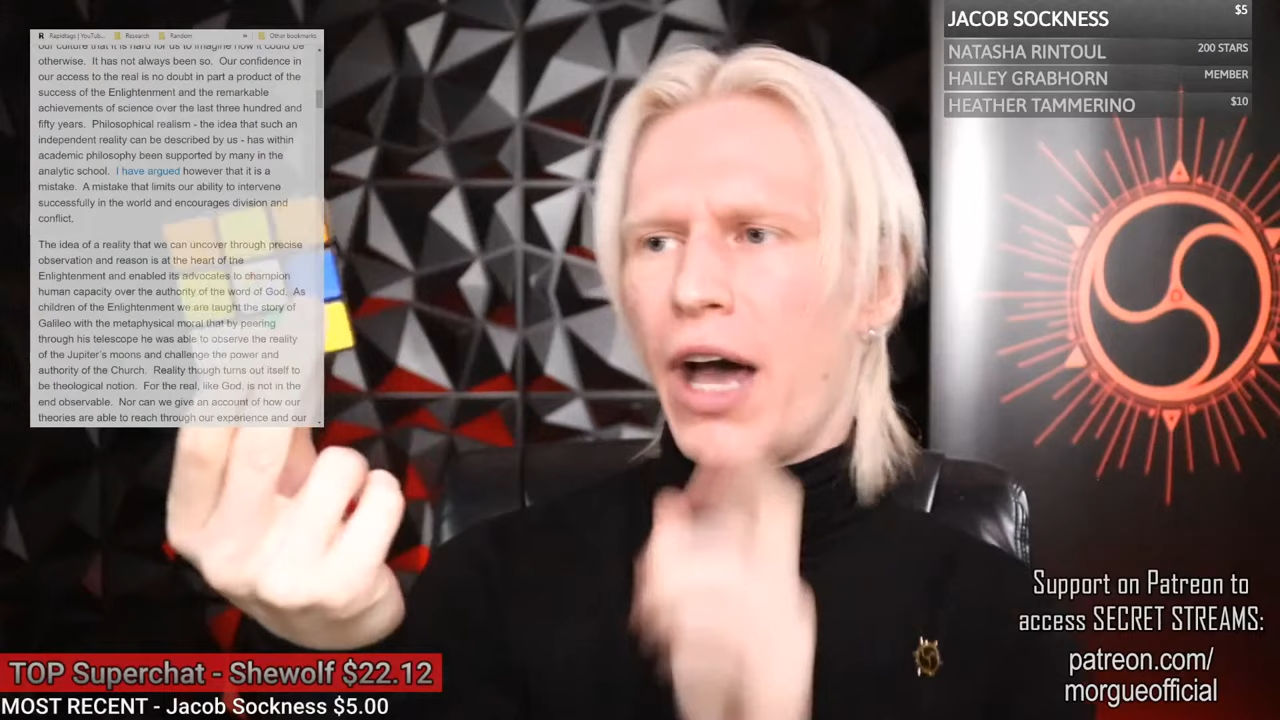 R Rapidtags | YouTub...
Research
Random
»
Other bookmarks
our culture that it is hard for us to imagine how it could be
otherwise. It has not always been so. Our confidence in
our access to the real is no doubt in part a product of the
success of the Enlightenment and the remarkable
achievements of science over the last three hundred and
fifty years. Philosophical realism - the idea that such an
independent reality can be described by us - has within
academic philosophy been supported by many in the
analytic school. I have argued however that it is a
mistake. A mistake that limits our ability to intervene
successfully in the world and encourages division and
conflict.
The idea of a reality that we can uncover through precise
observation and reason is at the heart of the
Enlightenment and enabled its advocates to champion
human capacity over the authority of the word of God. As
children of the Enlightenment we are taught the story of
Galileo with the metaphysical moral that by peering
through his telescope he was able to observe the reality
of the Jupiter's moons and challenge the power and
authority of the Church. Reality though turns out itself to
be theological notion. For the real, like God, is not in the
end observable. Nor can we give an account of how our
theories are able to reach through our experience and our
JACOB SOCKNESS $5
NATASHA RINTOUL 200 STARS
HAILEY GRABHORN MEMBER
HEATHER TAMMERINO $10
Support on Patreon to
access SECRET STREAMS:
patreon.com/
morgueofficial
TOP Superchat - Shewolf $22.12
MOST RECENT - Jacob Sockness $5.00